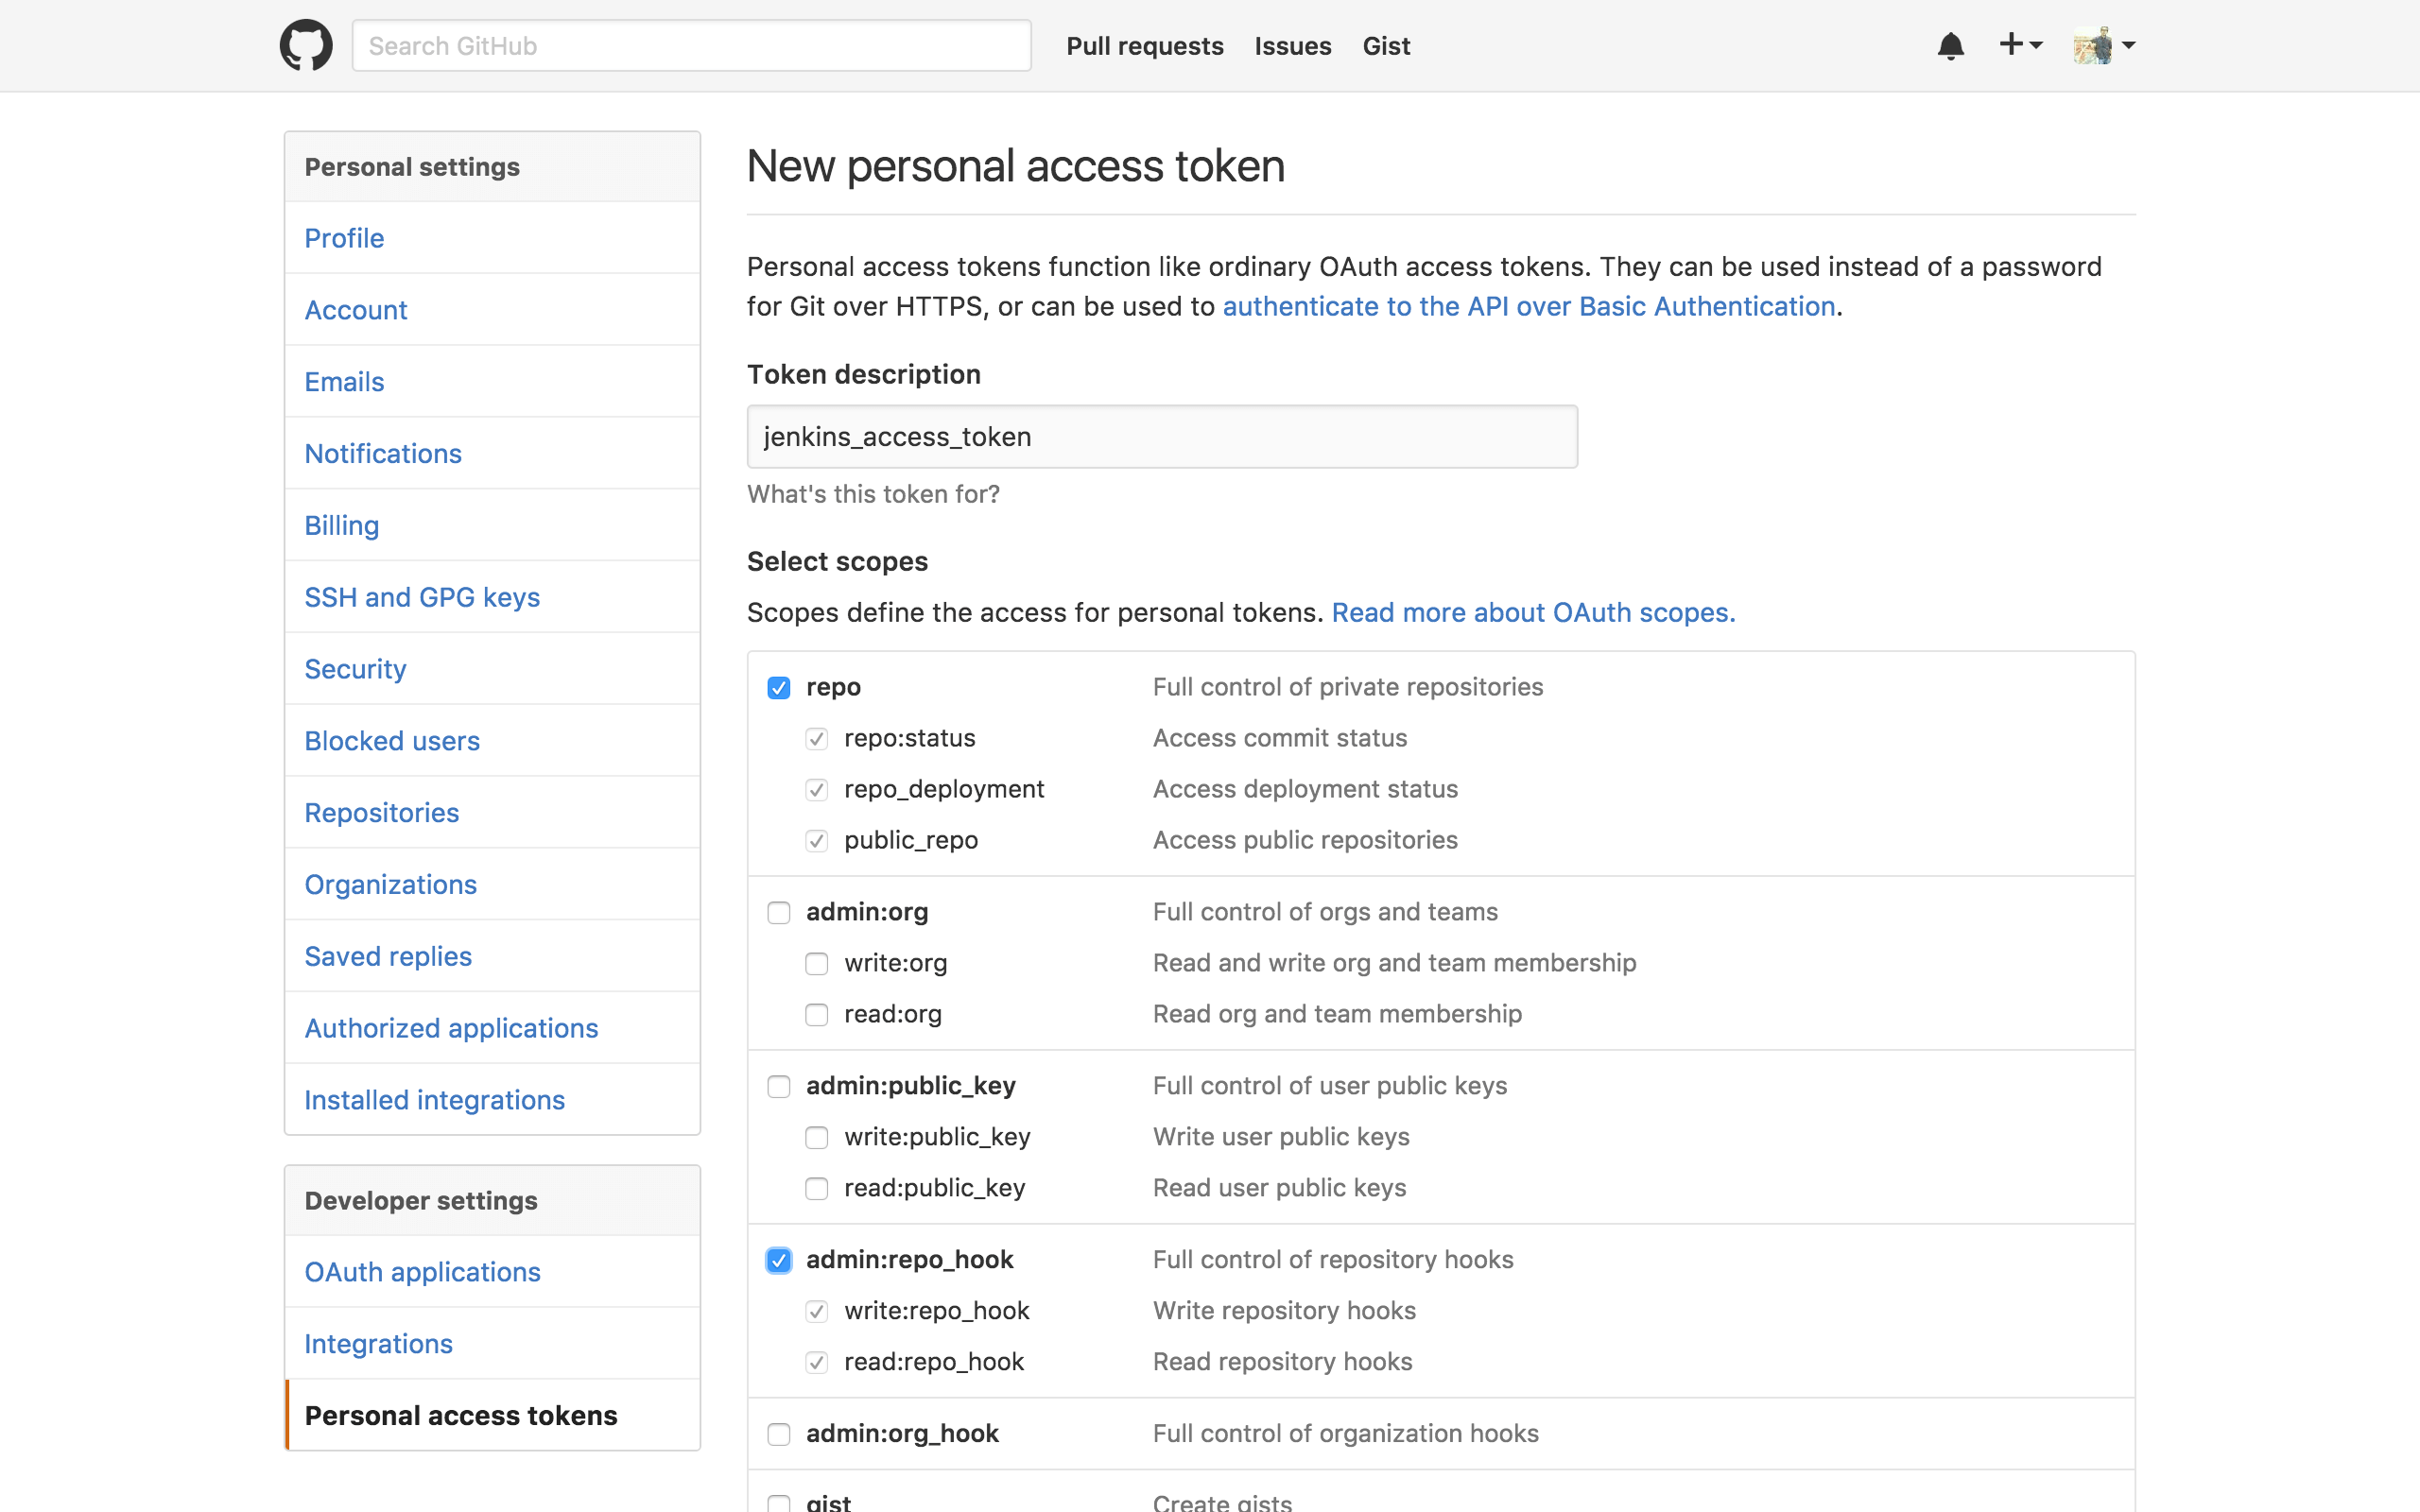 Search GitHub
Pull requests Issues Gist
Personal settings
Profile
Account
Emails
Notifications
Billing
SSH and GPG keys
Security
Blocked users
Repositories
Organizations
Saved replies
Authorized applications
Installed integrations
Developer settings
OAuth applications
Integrations
Personal access tokens
New personal access token
Personal access tokens function like ordinary OAuth access tokens. They can be used instead of a password
for Git over HTTPS, or can be used to authenticate to the API over Basic Authentication.
Token description
jenkins_access_token
What's this token for?
Select scopes
Scopes define the access for personal tokens. Read more about OAuth scopes.
repo Full control of private repositories
repo:status Access commit status
repo_deployment Access deployment status
public_repo Access public repositories
admin:org Full control of orgs and teams
write:org Read and write org and team membership
read:org Read org and team membership
admin:public_key Full control of user public keys
write:public_key Write user public keys
read:public_key Read user public keys
admin:repo_hook Full control of repository hooks
write:repo_hook Write repository hooks
read:repo_hook Read repository hooks
admin:org_hook Full control of organization hooks
gist Create gists